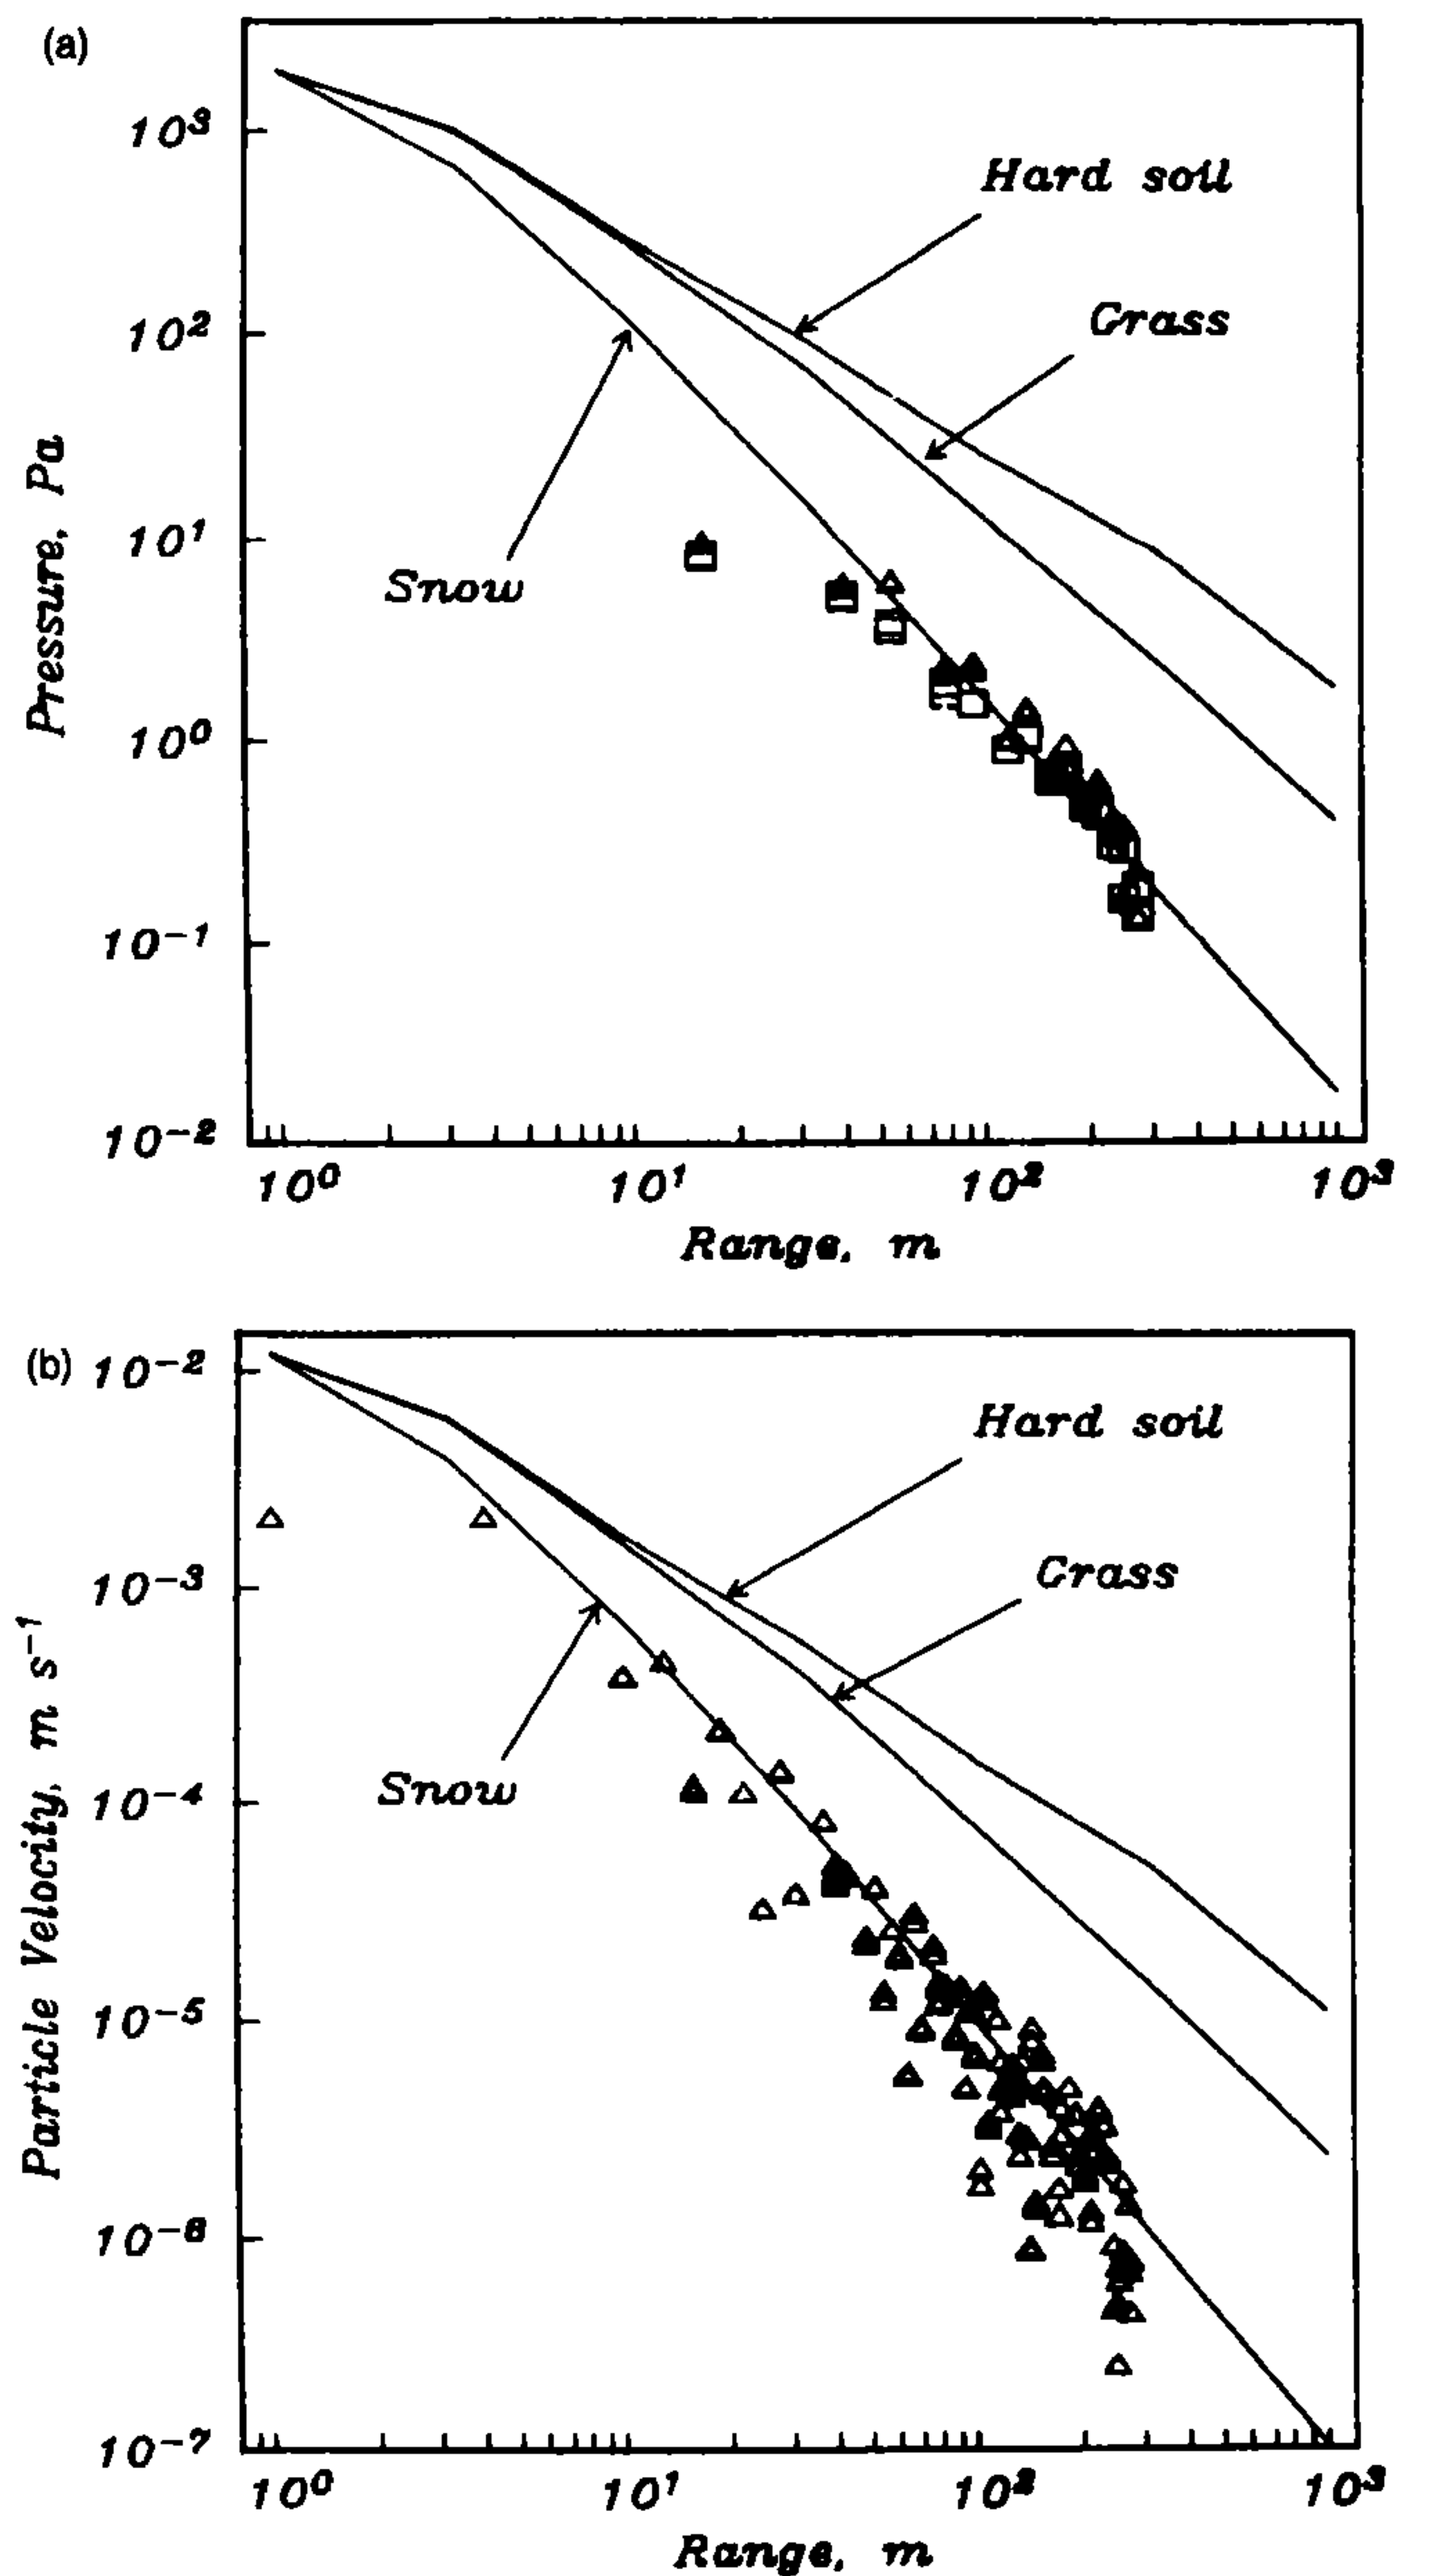 (a)
10³
Hard soil
Grass
10²
Pressure, Pa
10¹
Snow
10⁰
10⁻¹
10⁻²
10⁰ 10¹ 10² 10³
Range, m
(b)
10⁻²
Hard soil
10⁻³
Grass
Particle Velocity, m s⁻¹
Snow
10⁻⁴
10⁻⁵
10⁻⁶
10⁻⁷
10⁰ 10¹ 10² 10³
Range, m